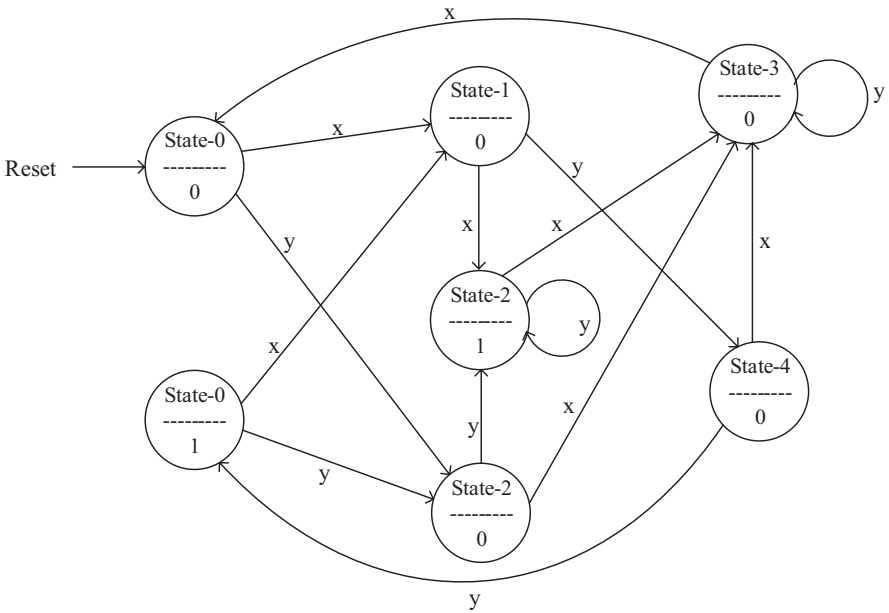 x
State-3
---------
0
y
State-1
---------
0
x
State-0
---------
0
Reset
y
y
x
x
x
State-2
---------
1
y
x
State-4
---------
0
State-0
---------
1
x
y
y
State-2
---------
0
y